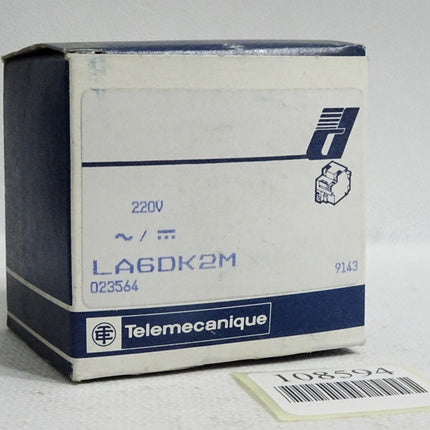 220V
~ / ⎓
LA6DK2M
023564
9143
Telemecanique
108594